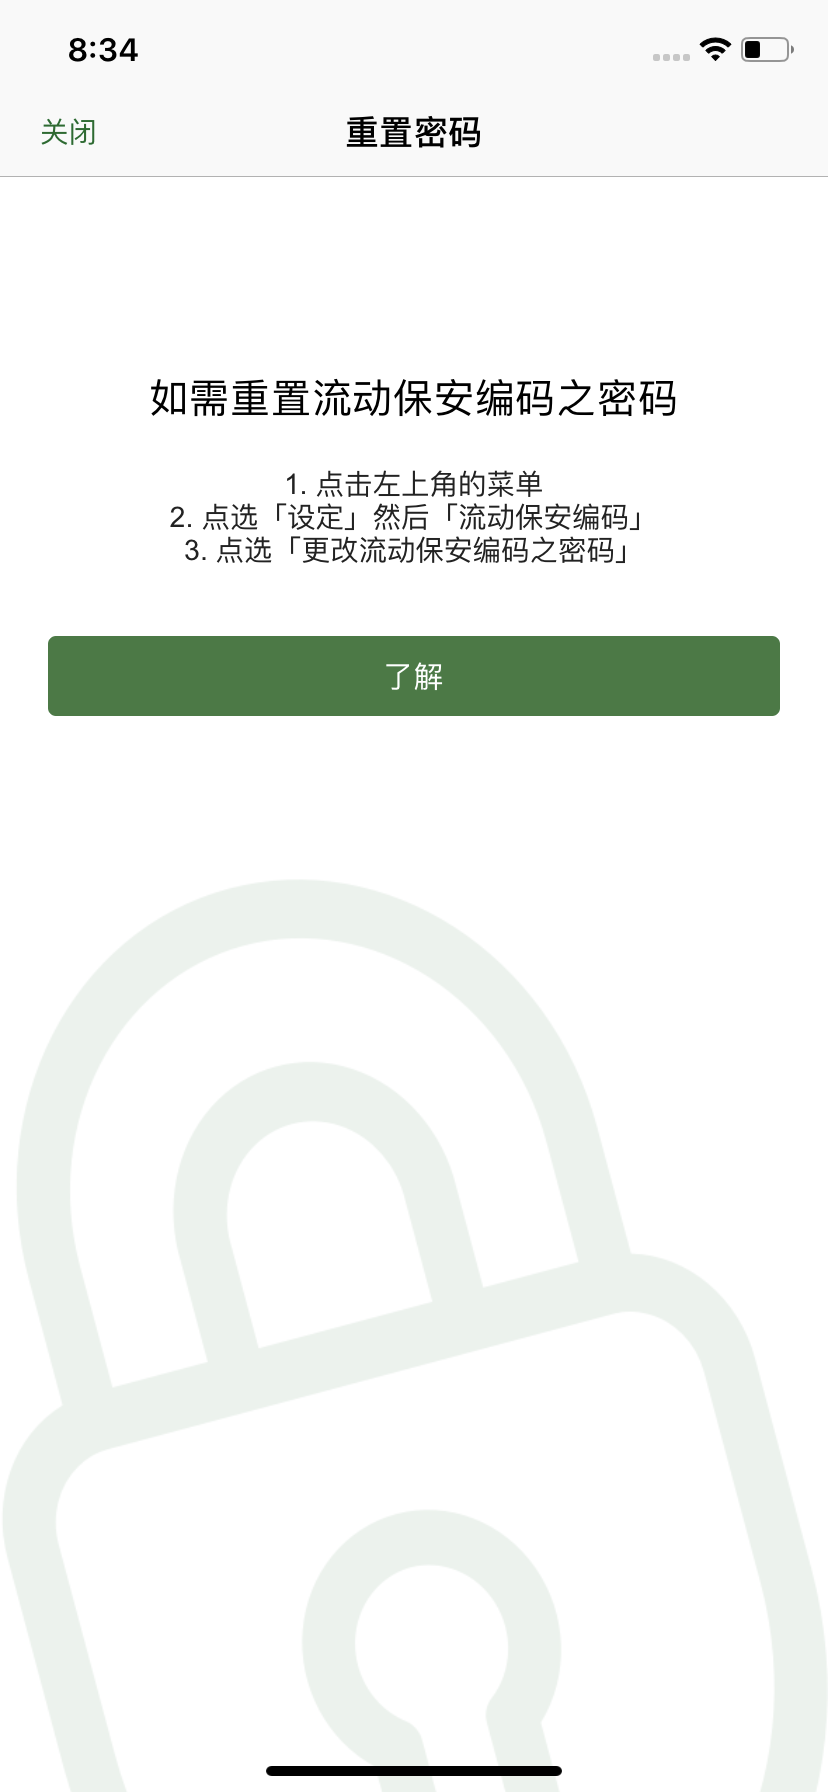 8:34
关闭
重置密码
如需重置流动保安编码之密码
1. 点击左上角的菜单
2. 点选「设定」然后「流动保安编码」
3. 点选「更改流动保安编码之密码」
了解